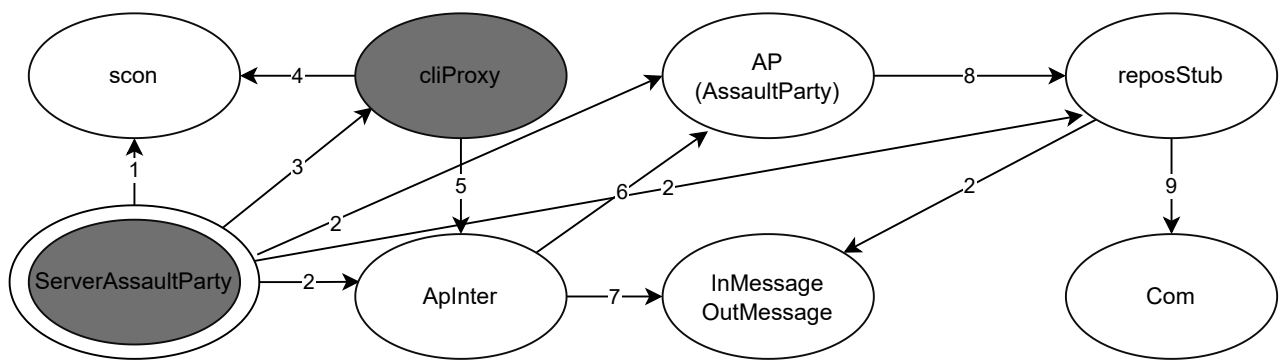 scon
4
cliProxy
AP
(AssaultParty)
8
reposStub
1
3
5
6
2
2
2
9
ServerAssaultParty
2
ApInter
7
InMessage
OutMessage
Com